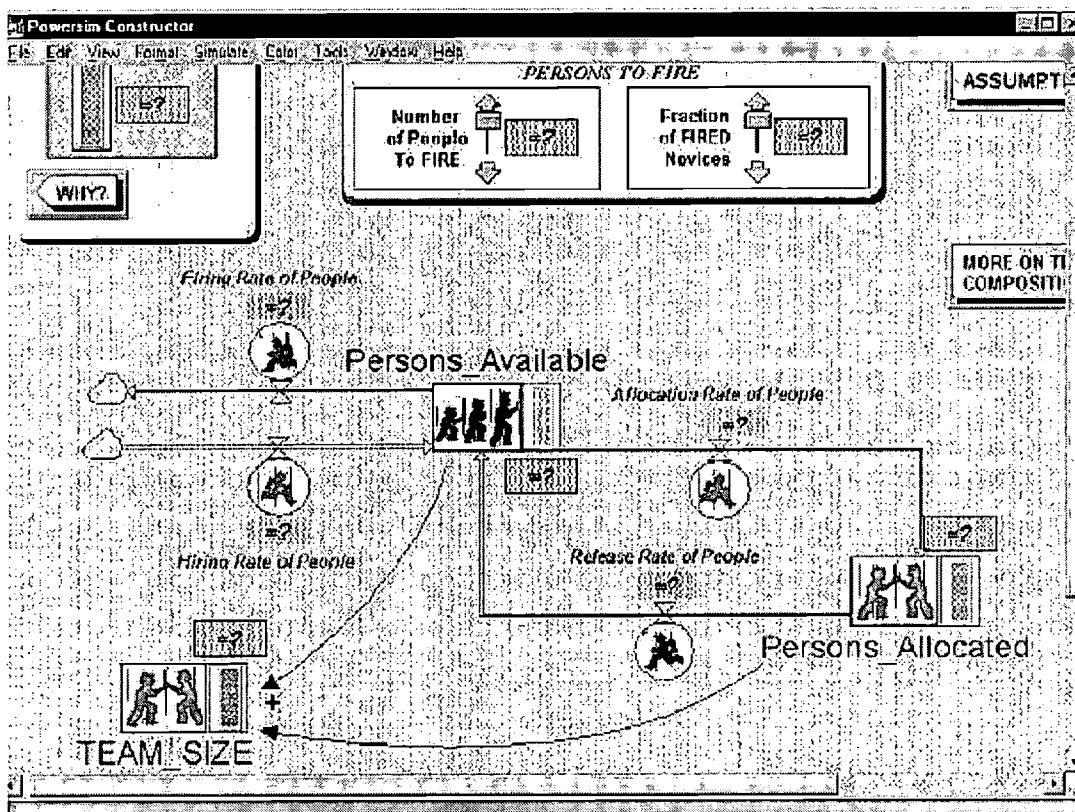 Powersim Constructor
File Edit View Format Simulate Color Tools Window Help
=?
WHY?
PERSONS TO FIRE
Number
of People
To FIRE
=?
Fraction
of FIRED
Novices
=?
ASSUMPTI
MORE ON TI
COMPOSITI
Firing Rate of People
=?
Persons_Available
Allocation Rate of People
=?
=?
=?
Hiring Rate of People
Release Rate of People
=?
=?
Persons_Allocated
=?
+
TEAM_SIZE